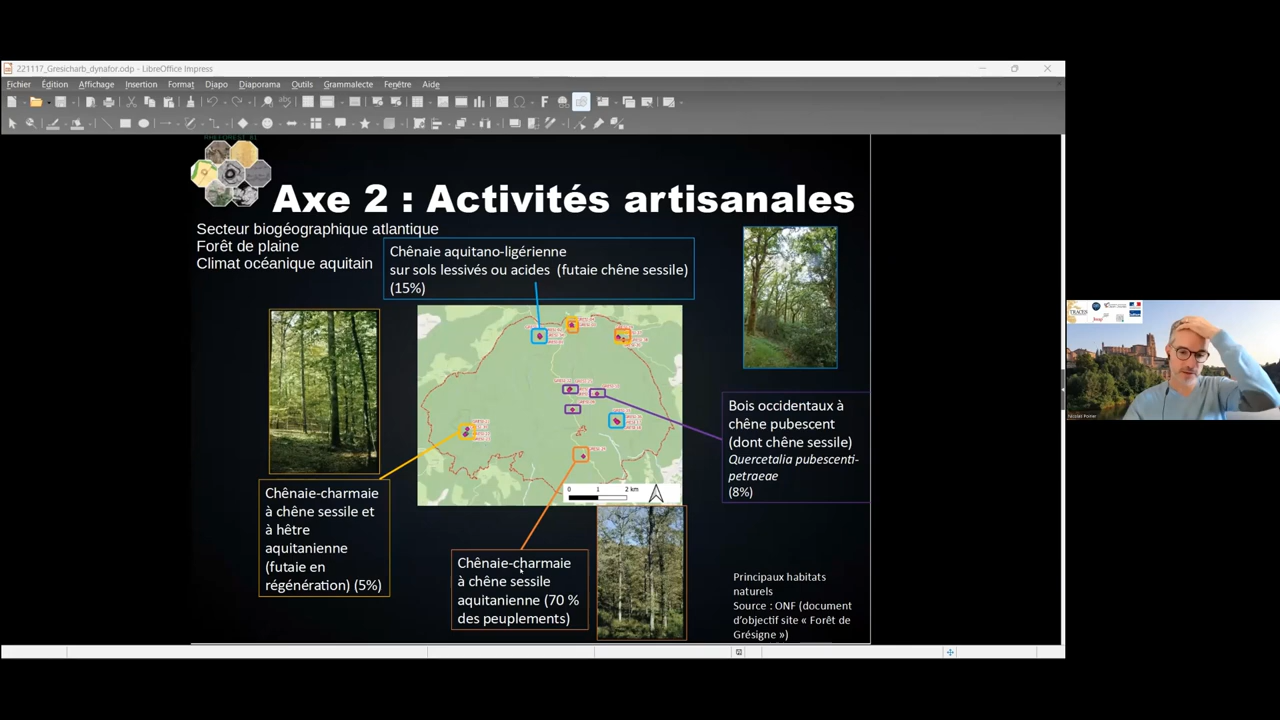 221117_Gresicharb_dynafor.odp - LibreOffice Impress
Fichier Édition Affichage Insertion Format Diapo Diaporama Outils Grammalecte Fenêtre Aide
Axe 2 : Activités artisanales
Secteur biogéographique atlantique
Forêt de plaine
Climat océanique aquitain
Chênaie aquitano-ligérienne
sur sols lessivés ou acides (futaie chêne sessile)
(15%)
Bois occidentaux à
chêne pubescent
(dont chêne sessile)
Quercetalia pubescenti-
petraeae
(8%)
0 1 2 km
Chênaie-charmaie
à chêne sessile et
à hêtre
aquitanienne
(futaie en
régénération) (5%)
Chênaie-charmaie
à chêne sessile
aquitanienne (70 %
des peuplements)
Principaux habitats
naturels
Source : ONF (document
d'objectif site « Forêt de
Grésigne »)
TRACES
Nicolas Poirier